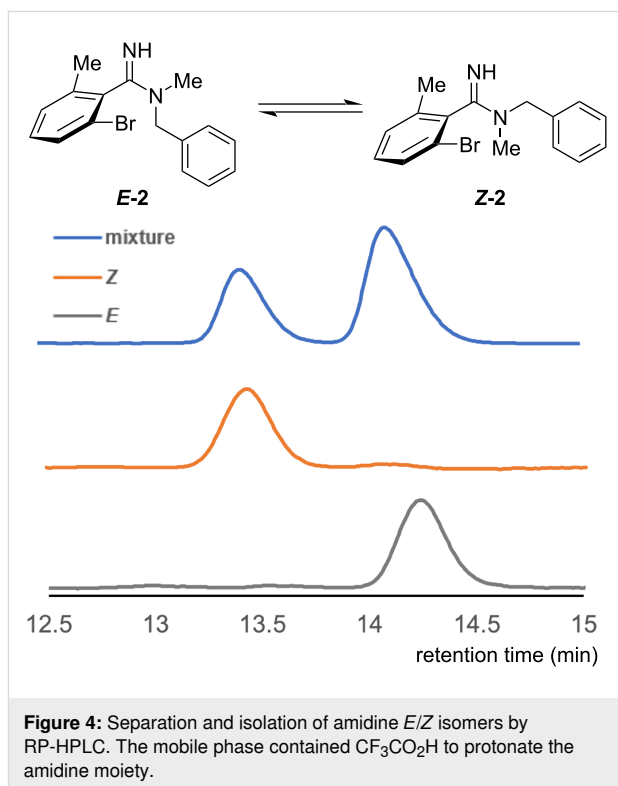 NH
Me
Me
N
Br
E-2
NH
Me
N
Br
Me
Z-2
mixture
Z
E
12.5 13 13.5 14 14.5 15
retention time (min)
Figure 4: Separation and isolation of amidine E/Z isomers by
RP-HPLC. The mobile phase contained CF₃CO₂H to protonate the
amidine moiety.